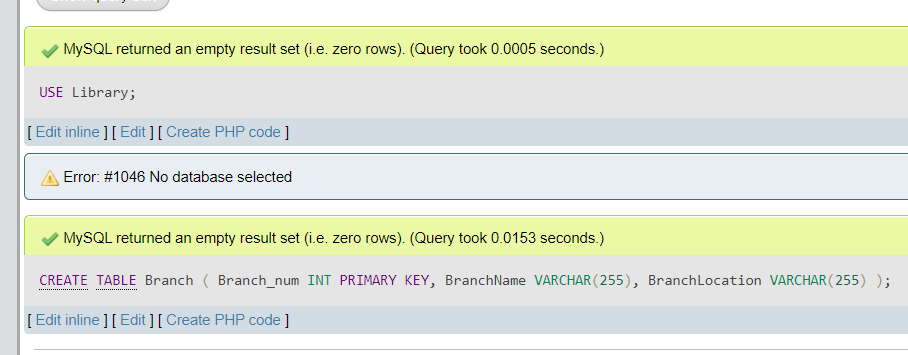 MySQL returned an empty result set (i.e. zero rows). (Query took 0.0005 seconds.)
USE Library;
[ Edit inline ] [ Edit ] [ Create PHP code ]
Error: #1046 No database selected
MySQL returned an empty result set (i.e. zero rows). (Query took 0.0153 seconds.)
CREATE TABLE Branch ( Branch_num INT PRIMARY KEY, BranchName VARCHAR(255), BranchLocation VARCHAR(255) );
[ Edit inline ] [ Edit ] [ Create PHP code ]